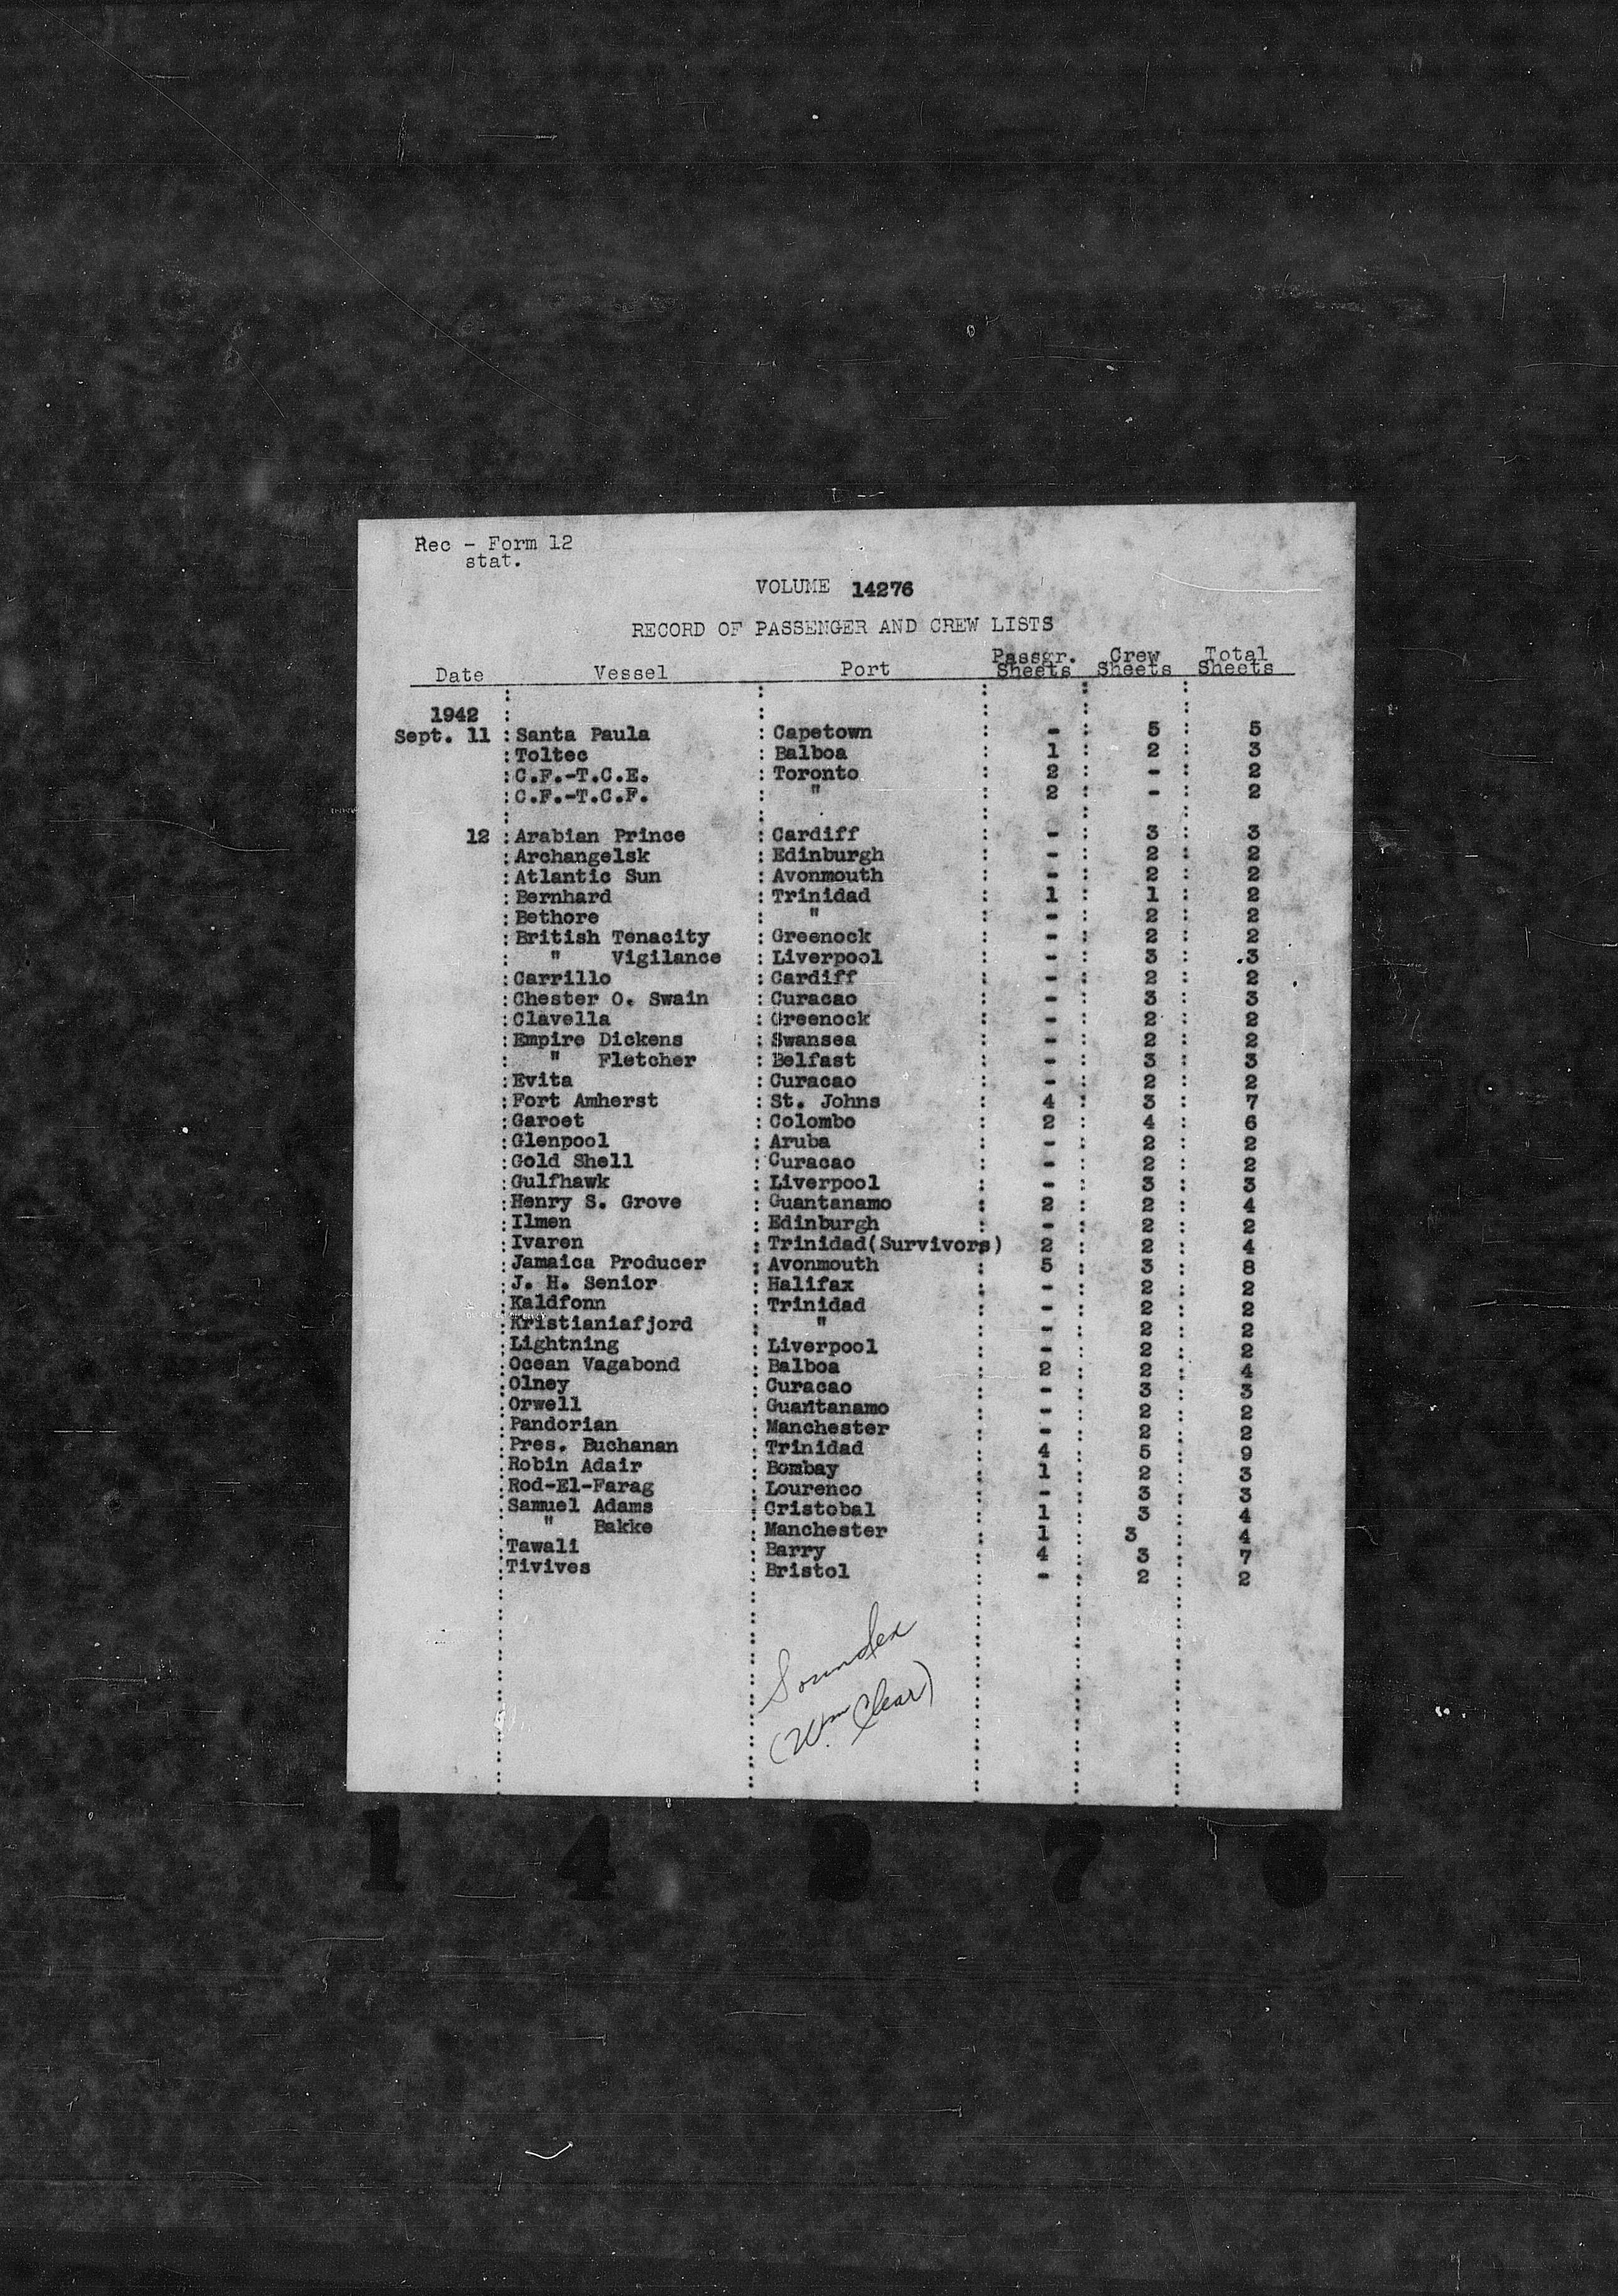 Rec - Form 12
stat.
VOLUME 14276
RECORD OF PASSENGER AND CREW LISTS
Date Vessel Port Passgr. Sheets Crew Sheets Total Sheets
1942
Sept. 11 : Santa Paula : Capetown : - : 5 : 5
: Toltec : Balboa : 1 : 2 : 3
: C.F.-T.C.E. : Toronto : 2 : - : 2
: C.F.-T.C.F. : " : 2 : - : 2
12 : Arabian Prince : Cardiff : - : 3 : 3
: Archangelsk : Edinburgh : - : 2 : 2
: Atlantic Sun : Avonmouth : - : 2 : 2
: Bernhard : Trinidad : 1 : 1 : 2
: Bethore : " : - : 2 : 2
: British Tenacity : Greenock : - : 2 : 2
: " Vigilance : Liverpool : - : 3 : 3
: Carrillo : Cardiff : - : 2 : 2
: Chester O. Swain : Curacao : - : 3 : 3
: Clavella : Greenock : - : 2 : 2
: Empire Dickens : Swansea : - : 2 : 2
: " Fletcher : Belfast : - : 3 : 3
: Evita : Curacao : - : 2 : 2
: Fort Amherst : St. Johns : 4 : 3 : 7
: Garoet : Colombo : 2 : 4 : 6
: Glenpool : Aruba : - : 2 : 2
: Gold Shell : Curacao : - : 2 : 2
: Gulfhawk : Liverpool : - : 3 : 3
: Henry S. Grove : Guantanamo : 2 : 2 : 4
: Ilmen : Edinburgh : - : 2 : 2
: Ivaren : Trinidad(Survivors) 2 : 2 : 4
: Jamaica Producer : Avonmouth : 5 : 3 : 8
: J. H. Senior : Halifax : - : 2 : 2
: Kaldfonn : Trinidad : - : 2 : 2
: Kristianiafjord : " : - : 2 : 2
: Lightning : Liverpool : - : 2 : 2
: Ocean Vagabond : Balboa : 2 : 2 : 4
: Olney : Curacao : - : 3 : 3
: Orwell : Guantanamo : - : 2 : 2
: Pandorian : Manchester : - : 2 : 2
: Pres. Buchanan : Trinidad : 4 : 5 : 9
: Robin Adair : Bombay : 1 : 2 : 3
: Rod-El-Farag : Lourenco : - : 3 : 3
: Samuel Adams : Cristobal : 1 : 3 : 4
: " Bakke : Manchester : 1 : 3 : 4
: Tawali : Barry : 4 : 3 : 7
: Tivives : Bristol : - : 2 : 2
Soundex
(Wm Clear)
1 4 2 7 6